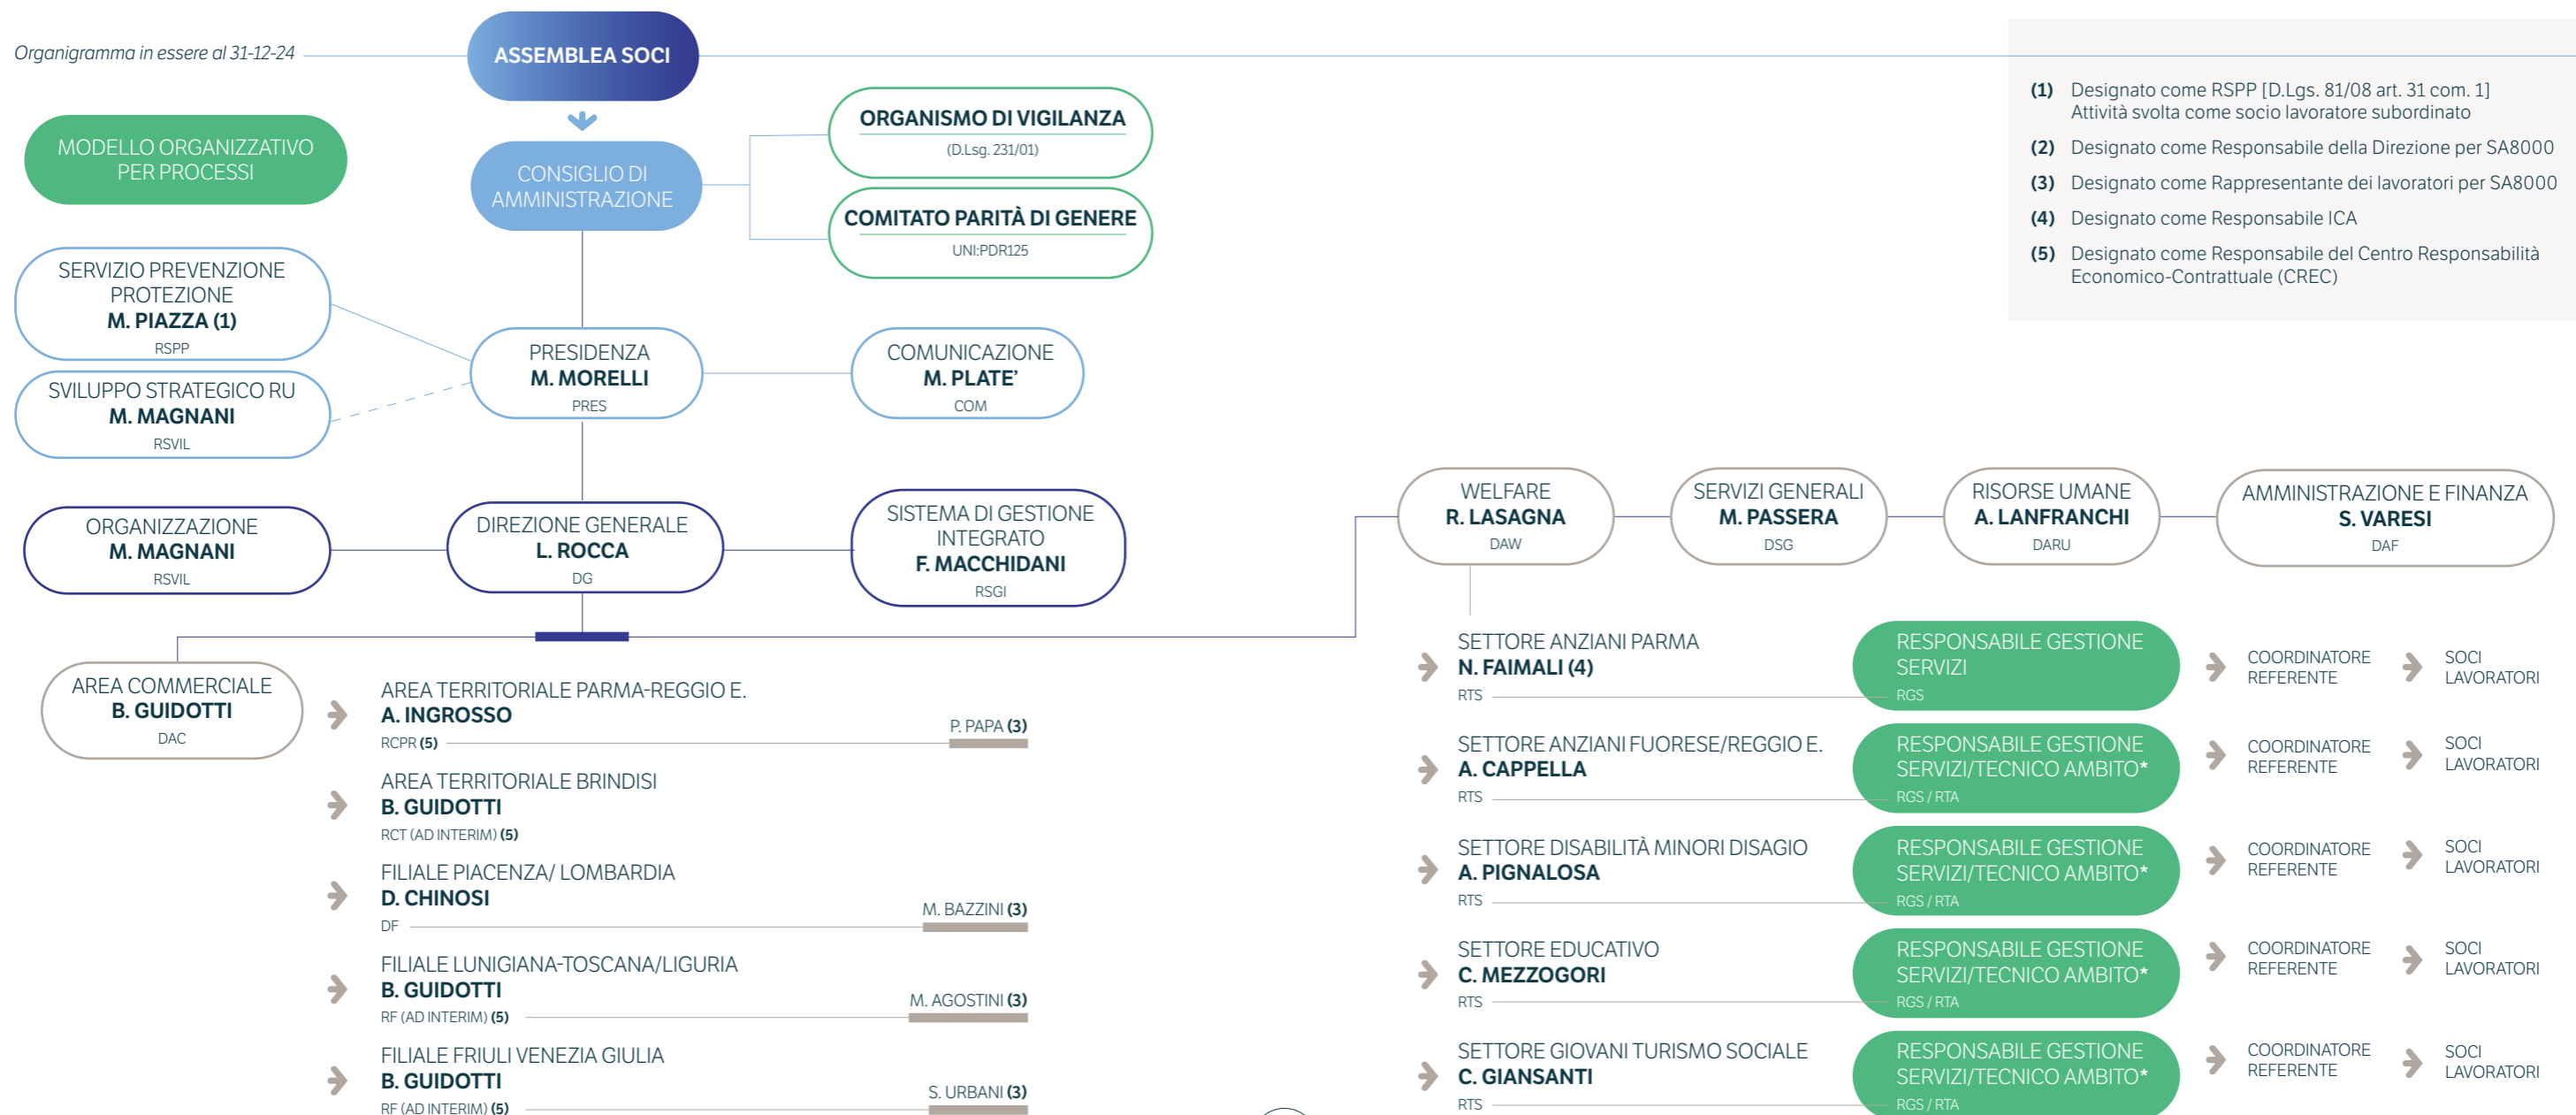 Organigramma in essere al 31-12-24
ASSEMBLEA SOCI
MODELLO ORGANIZZATIVO
PER PROCESSI
CONSIGLIO DI
AMMINISTRAZIONE
ORGANISMO DI VIGILANZA
(D.Lsg. 231/01)
COMITATO PARITÀ DI GENERE
UNI:PDR125
(1) Designato come RSPP [D.Lgs. 81/08 art. 31 com. 1]
Attività svolta come socio lavoratore subordinato
(2) Designato come Responsabile della Direzione per SA8000
(3) Designato come Rappresentante dei lavoratori per SA8000
(4) Designato come Responsabile ICA
(5) Designato come Responsabile del Centro Responsabilità
Economico-Contrattuale (CREC)
SERVIZIO PREVENZIONE
PROTEZIONE
M. PIAZZA (1)
RSPP
SVILUPPO STRATEGICO RU
M. MAGNANI
RSVIL
PRESIDENZA
M. MORELLI
PRES
COMUNICAZIONE
M. PLATE’
COM
ORGANIZZAZIONE
M. MAGNANI
RSVIL
DIREZIONE GENERALE
L. ROCCA
DG
SISTEMA DI GESTIONE
INTEGRATO
F. MACCHIDANI
RSGI
WELFARE
R. LASAGNA
DAW
SERVIZI GENERALI
M. PASSERA
DSG
RISORSE UMANE
A. LANFRANCHI
DARU
AMMINISTRAZIONE E FINANZA
S. VARESI
DAF
AREA COMMERCIALE
B. GUIDOTTI
DAC
AREA TERRITORIALE PARMA-REGGIO E.
A. INGROSSO
RCPR (5)
P. PAPA (3)
AREA TERRITORIALE BRINDISI
B. GUIDOTTI
RCT (AD INTERIM) (5)
FILIALE PIACENZA/ LOMBARDIA
D. CHINOSI
DF
M. BAZZINI (3)
FILIALE LUNIGIANA-TOSCANA/LIGURIA
B. GUIDOTTI
RF (AD INTERIM) (5)
M. AGOSTINI (3)
FILIALE FRIULI VENEZIA GIULIA
B. GUIDOTTI
RF (AD INTERIM) (5)
S. URBANI (3)
SETTORE ANZIANI PARMA
N. FAIMALI (4)
RTS
RESPONSABILE GESTIONE
SERVIZI
RGS
COORDINATORE
REFERENTE
SOCI
LAVORATORI
SETTORE ANZIANI FUORESE/REGGIO E.
A. CAPPELLA
RTS
RESPONSABILE GESTIONE
SERVIZI/TECNICO AMBITO*
RGS / RTA
COORDINATORE
REFERENTE
SOCI
LAVORATORI
SETTORE DISABILITÀ MINORI DISAGIO
A. PIGNALOSA
RTS
RESPONSABILE GESTIONE
SERVIZI/TECNICO AMBITO*
RGS / RTA
COORDINATORE
REFERENTE
SOCI
LAVORATORI
SETTORE EDUCATIVO
C. MEZZOGORI
RTS
RESPONSABILE GESTIONE
SERVIZI/TECNICO AMBITO*
RGS / RTA
COORDINATORE
REFERENTE
SOCI
LAVORATORI
SETTORE GIOVANI TURISMO SOCIALE
C. GIANSANTI
RTS
RESPONSABILE GESTIONE
SERVIZI/TECNICO AMBITO*
RGS / RTA
COORDINATORE
REFERENTE
SOCI
LAVORATORI